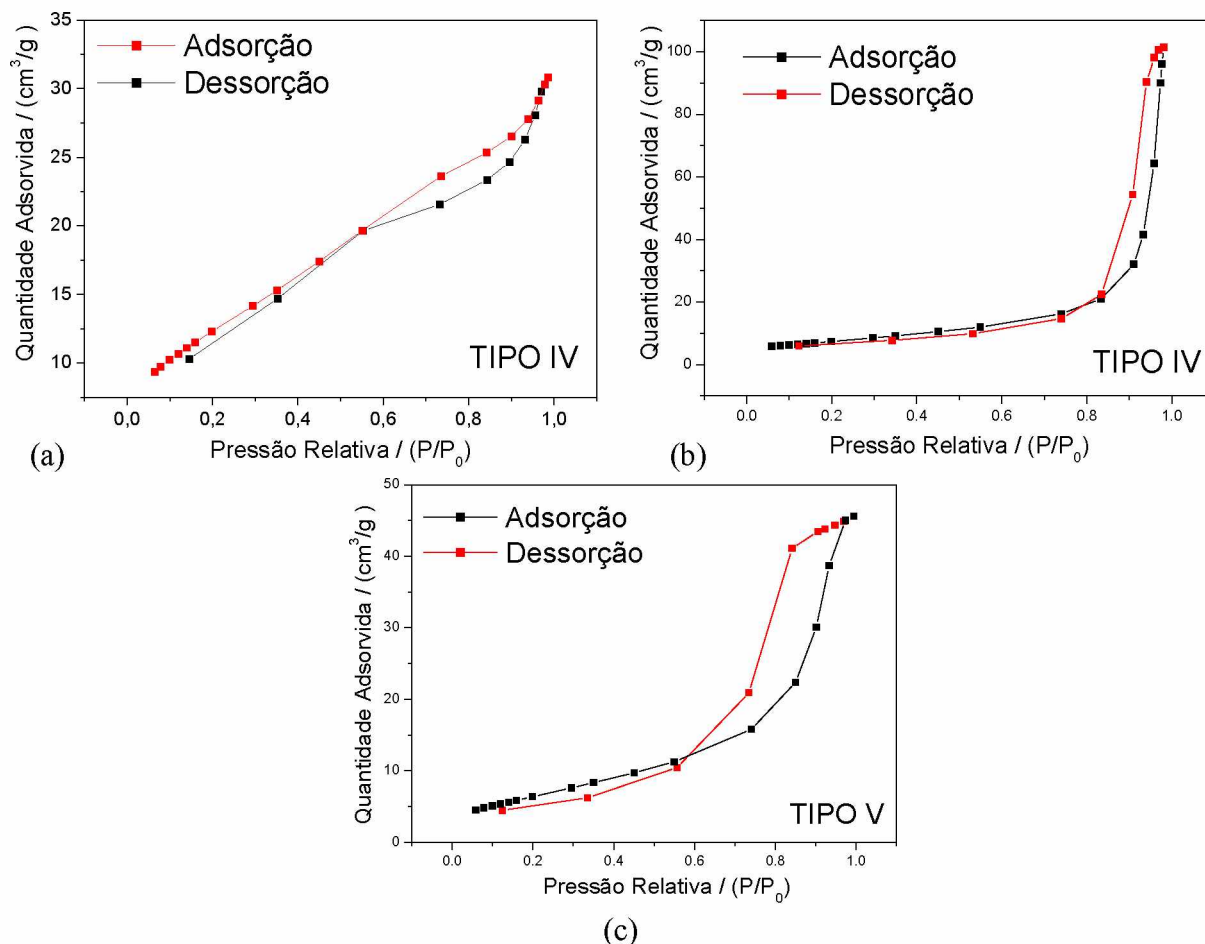 35
30
25
20
15
10
Quantidade Adsorvida / (cm³/g)
Adsorção
Dessorção
TIPO IV
0,0 0,2 0,4 0,6 0,8 1,0
Pressão Relativa / (P/P₀)
(a)
100
80
60
40
20
0
Quantidade Adsorvida / (cm³/g)
Adsorção
Dessorção
TIPO IV
0.0 0.2 0.4 0.6 0.8 1.0
Pressão Relativa / (P/P₀)
(b)
50
40
30
20
10
0
Quantidade Adsorvida / (cm³/g)
Adsorção
Dessorção
TIPO V
0.0 0.2 0.4 0.6 0.8 1.0
Pressão Relativa / (P/P₀)
(c)